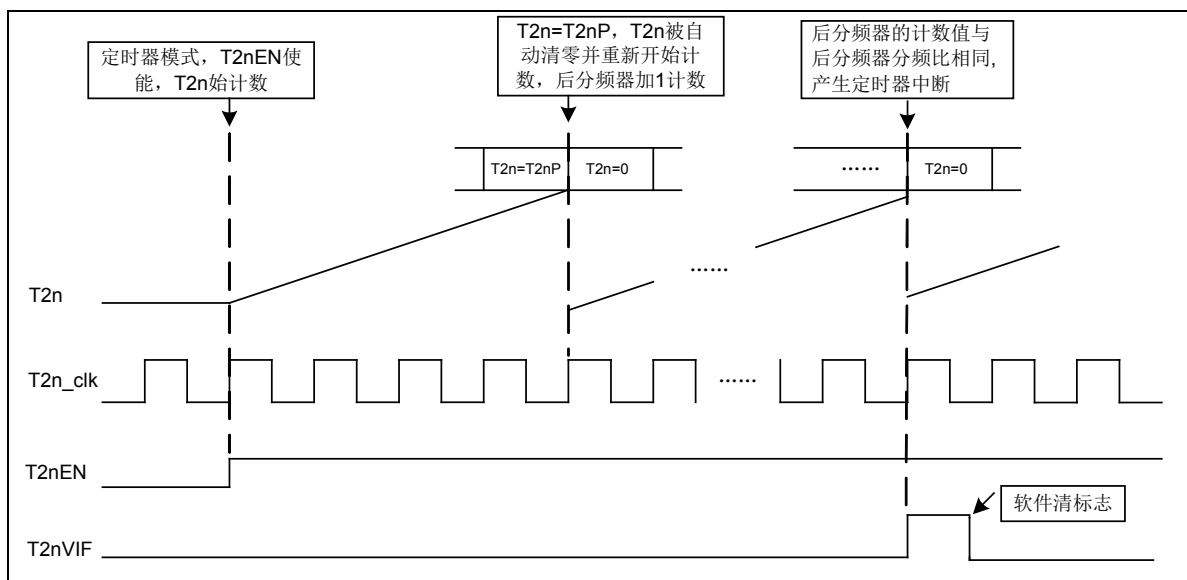 定时器模式，T2nEN使
能，T2n始计数
T2n=T2nP，T2n被自
动清零并重新开始计
数，后分频器加1计数
后分频器的计数值与
后分频器分频比相同,
产生定时器中断
T2n=T2nP
T2n=0
……
T2n=0
……
T2n
T2n_clk
……
T2nEN
软件清标志
T2nVIF